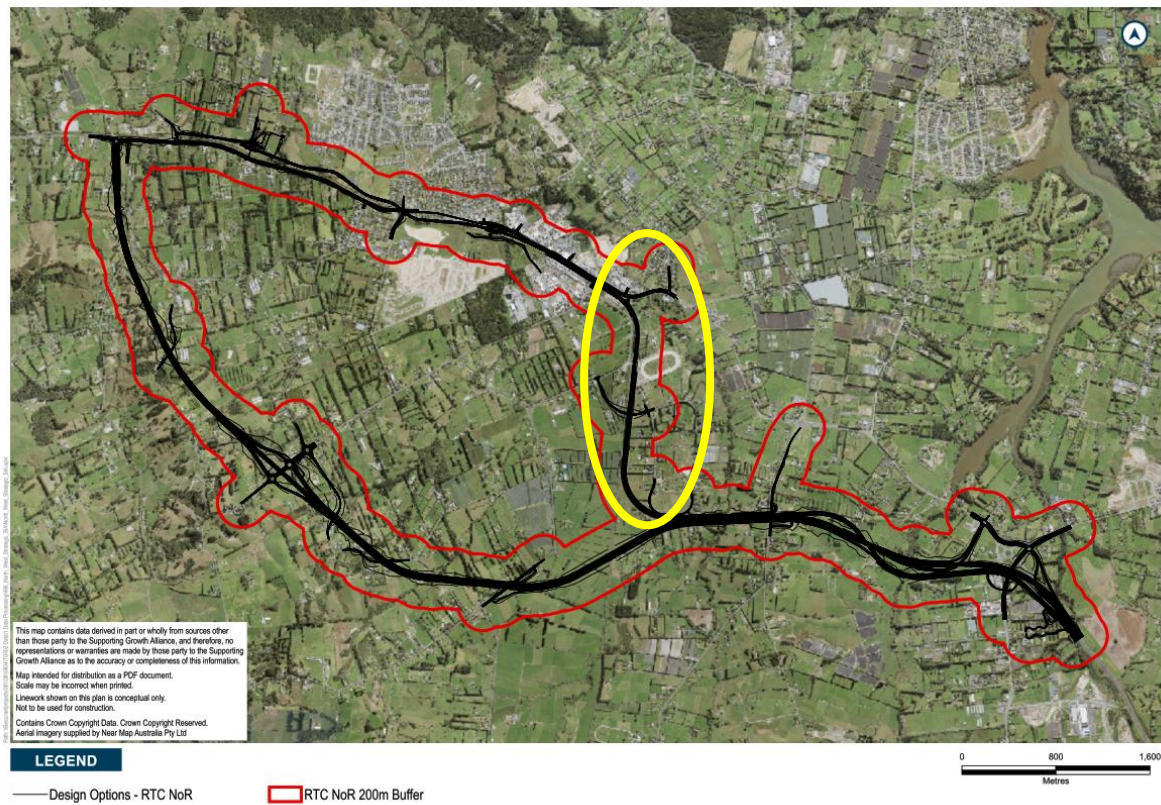 This map contains data derived in part or wholly from sources other
than those party to the Supporting Growth Alliance, and therefore, no
representations or warranties are made by those party to the Supporting
Growth Alliance as to the accuracy or completeness of this information.
Map intended for distribution as a PDF document.
Scale may be incorrect when printed.
Linework shown on this plan is conceptual only.
Not to be used for construction.
Contains Crown Copyright Data. Crown Copyright Reserved.
Aerial imagery supplied by Near Map Australia Pty Ltd
LEGEND
0 800 1,600
Metres
Design Options - RTC NoR
RTC NoR 200m Buffer